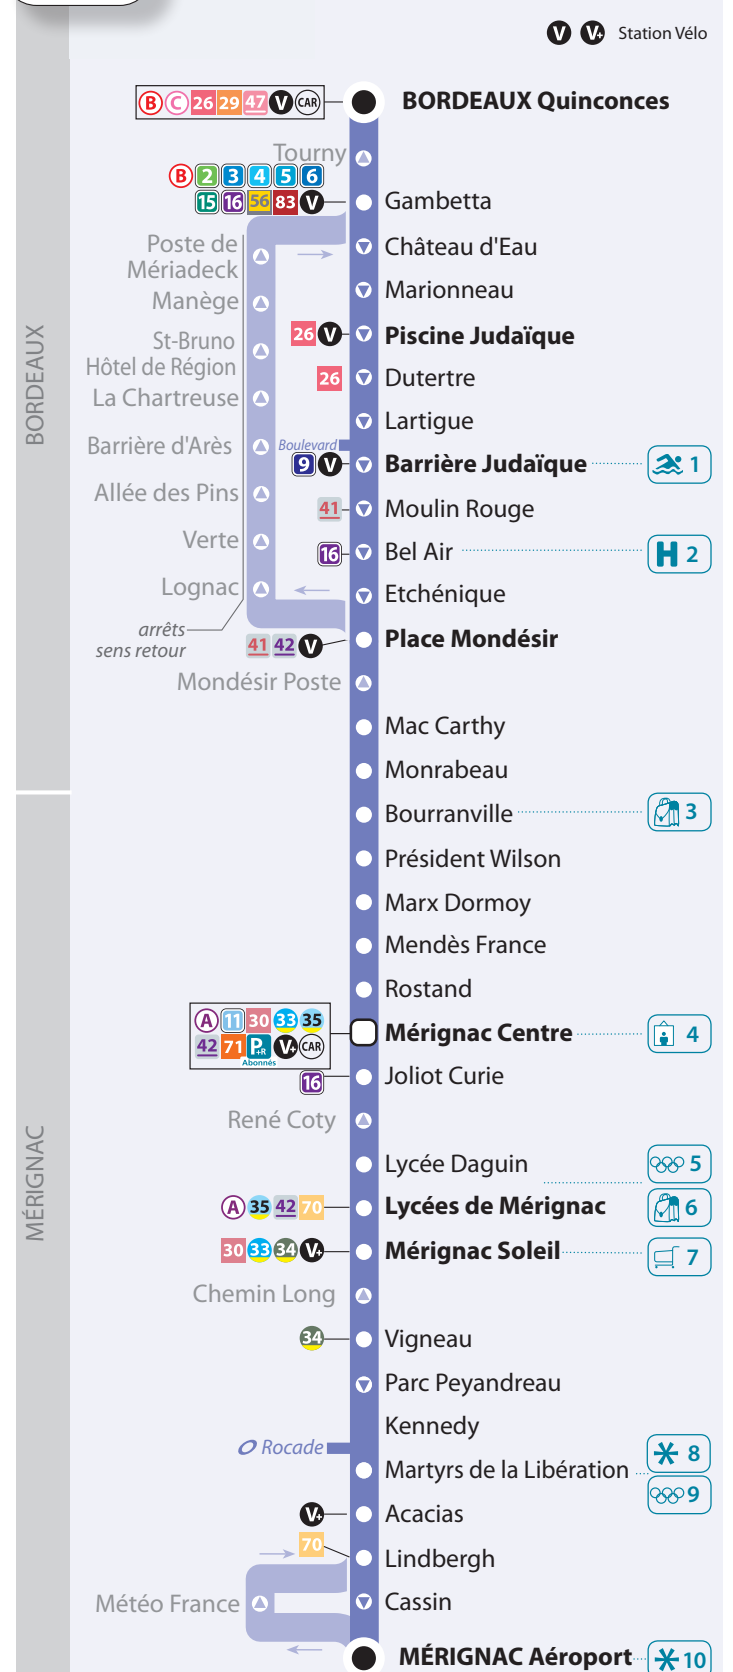 V V+ Station Vélo
B C 26 29 47 V CAR BORDEAUX Quinconces
Tourny
B 2 3 4 5 6
15 16 56 83 V Gambetta
Château d'Eau
Poste de
Mériadeck
Marionneau
Manège
26 V Piscine Judaïque
St-Bruno
Hôtel de Région
26 Dutertre
La Chartreuse
Lartigue
Barrière d'Arès
Boulevard
9 V Barrière Judaïque 1
Allée des Pins
41 Moulin Rouge
Verte
16 Bel Air H 2
Lognac
Etchénique
arrêts
sens retour
41 42 V Place Mondésir
Mondésir Poste
Mac Carthy
Monrabeau
BORDEAUX
Bourranville 3
Président Wilson
Marx Dormoy
Mendès France
Rostand
A 11 30 33 35
42 71 P+R V+ CAR
Abonnés
Mérignac Centre 4
16 Joliot Curie
René Coty
Lycée Daguin 5
A 35 42 70 Lycées de Mérignac 6
30 33 34 V+ Mérignac Soleil 7
Chemin Long
34 Vigneau
Parc Peyandreau
Kennedy
Rocade
8
Martyrs de la Libération
9
V+ Acacias
70 Lindbergh
Météo France
Cassin
MÉRIGNAC Aéroport 10
MÉRIGNAC